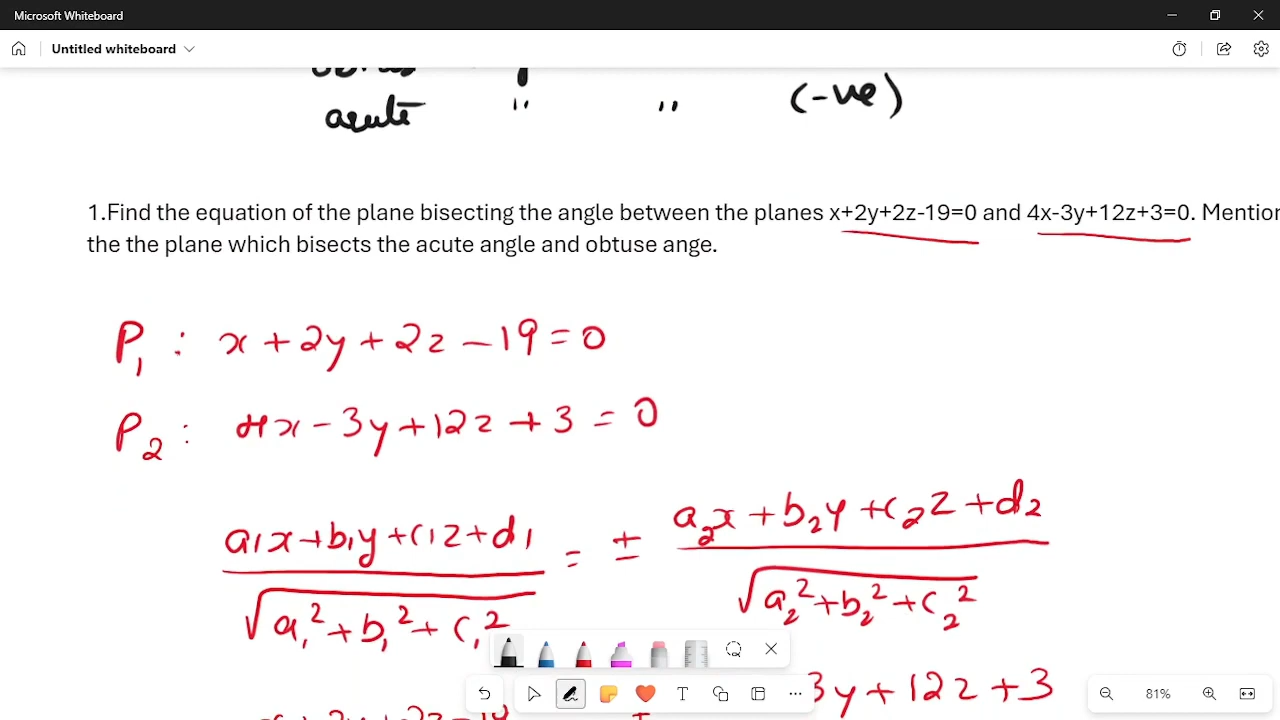 Microsoft Whiteboard
Untitled whiteboard
acute " " (-ve)
1.Find the equation of the plane bisecting the angle between the planes x+2y+2z-19=0 and 4x-3y+12z+3=0. Mention
the the plane which bisects the acute angle and obtuse ange.
P₁ : x + 2y + 2z - 19 = 0
P₂ : 4x - 3y + 12z + 3 = 0
a₁x + b₁y + c₁z + d₁ / √a₁² + b₁² + c₁² = ± a₂x + b₂y + c₂z + d₂ / √a₂² + b₂² + c₂²
3y + 12z + 3
81%